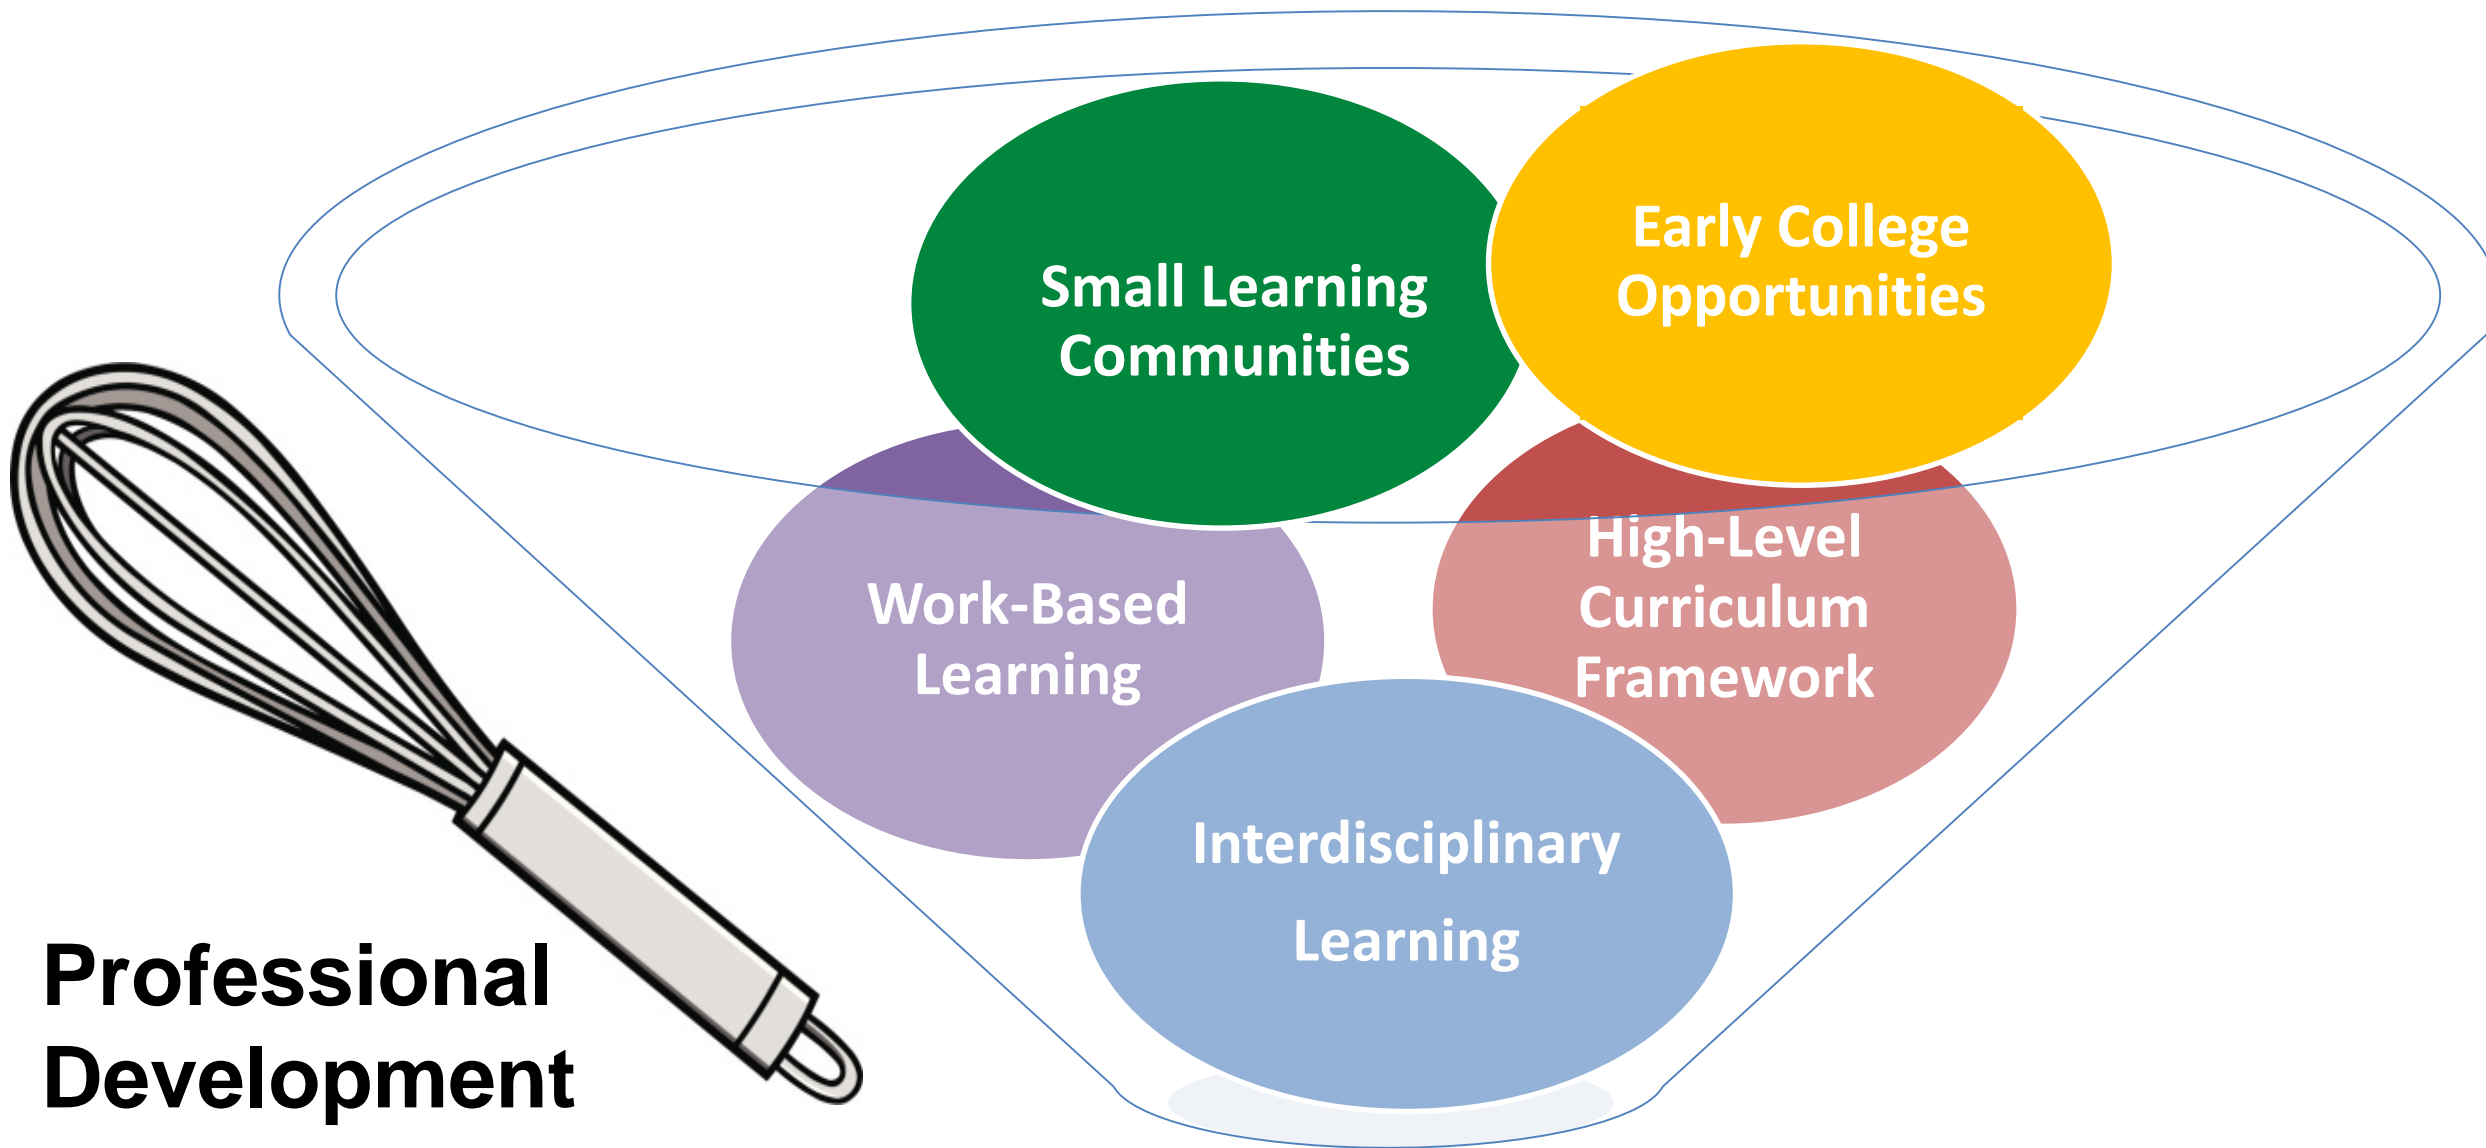 Early College
Opportunities
Small Learning
Communities
High-Level
Curriculum
Framework
Work-Based
Learning
Interdisciplinary
Learning
Professional
Development